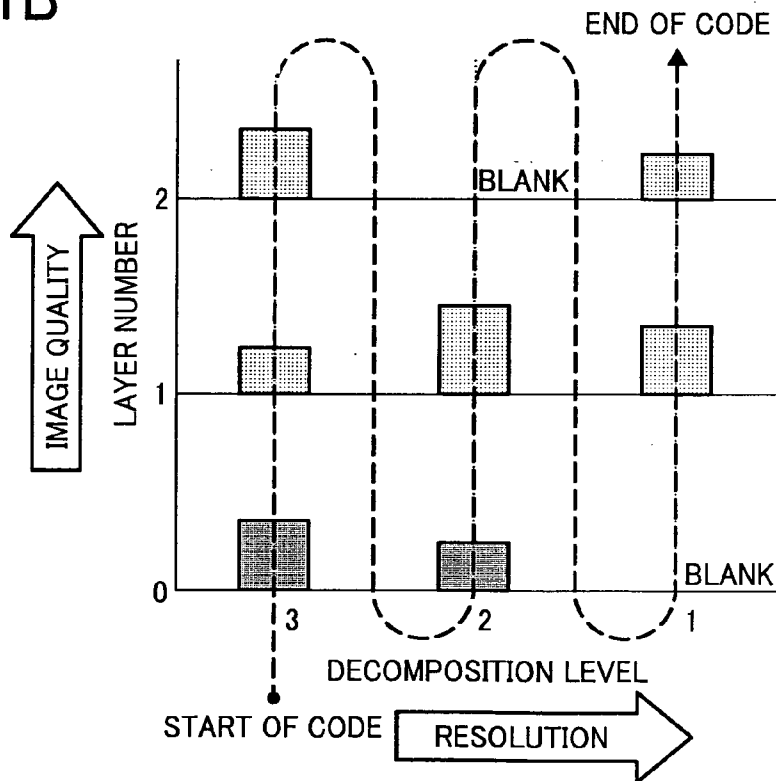 1B
END OF CODE
BLANK
2
IMAGE QUALITY
LAYER NUMBER
1
0
BLANK
3
2
1
DECOMPOSITION LEVEL
START OF CODE
RESOLUTION